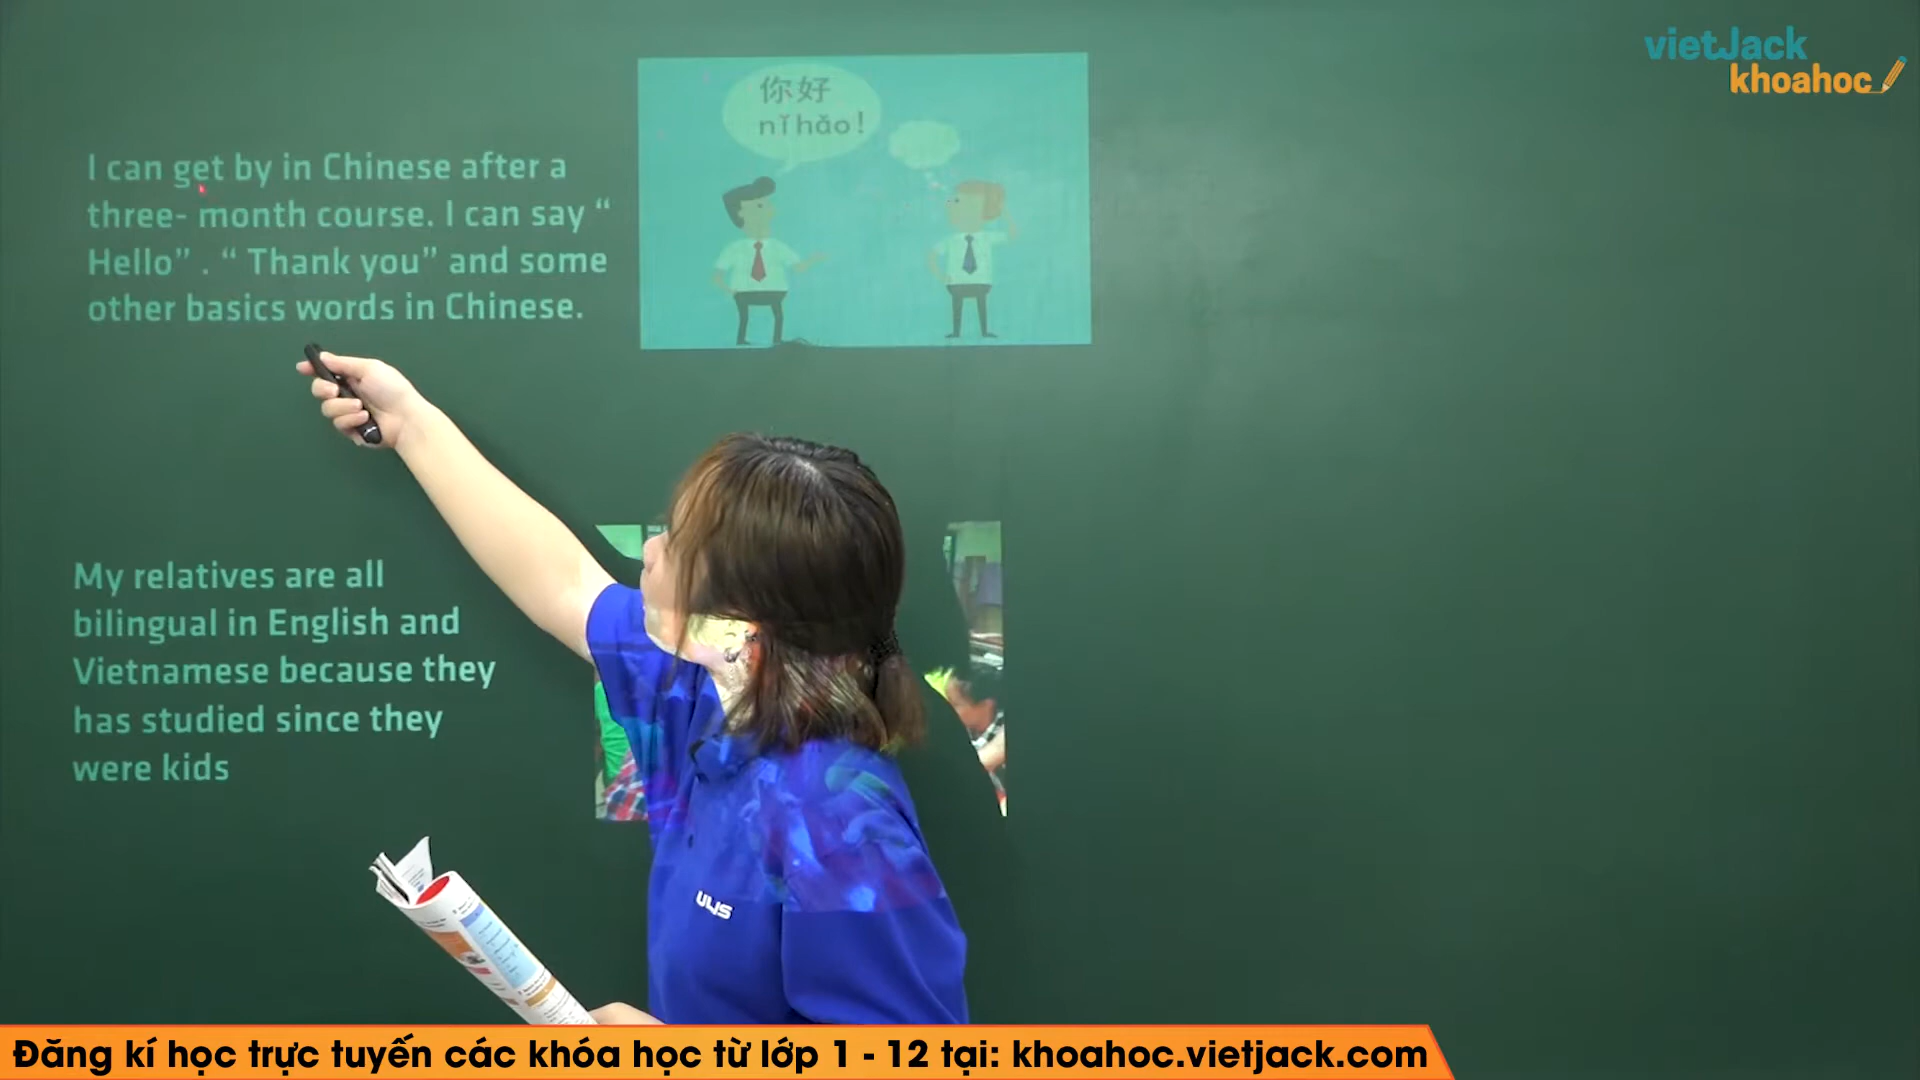 vietJack
khoahoc
你好
nǐ hǎo!
I can get by in Chinese after a
three- month course. I can say “
Hello” . “ Thank you” and some
other basics words in Chinese.
My relatives are all
bilingual in English and
Vietnamese because they
has studied since they
were kids
ULIS
Đăng kí học trực tuyến các khóa học từ lớp 1 - 12 tại: khoahoc.vietjack.com